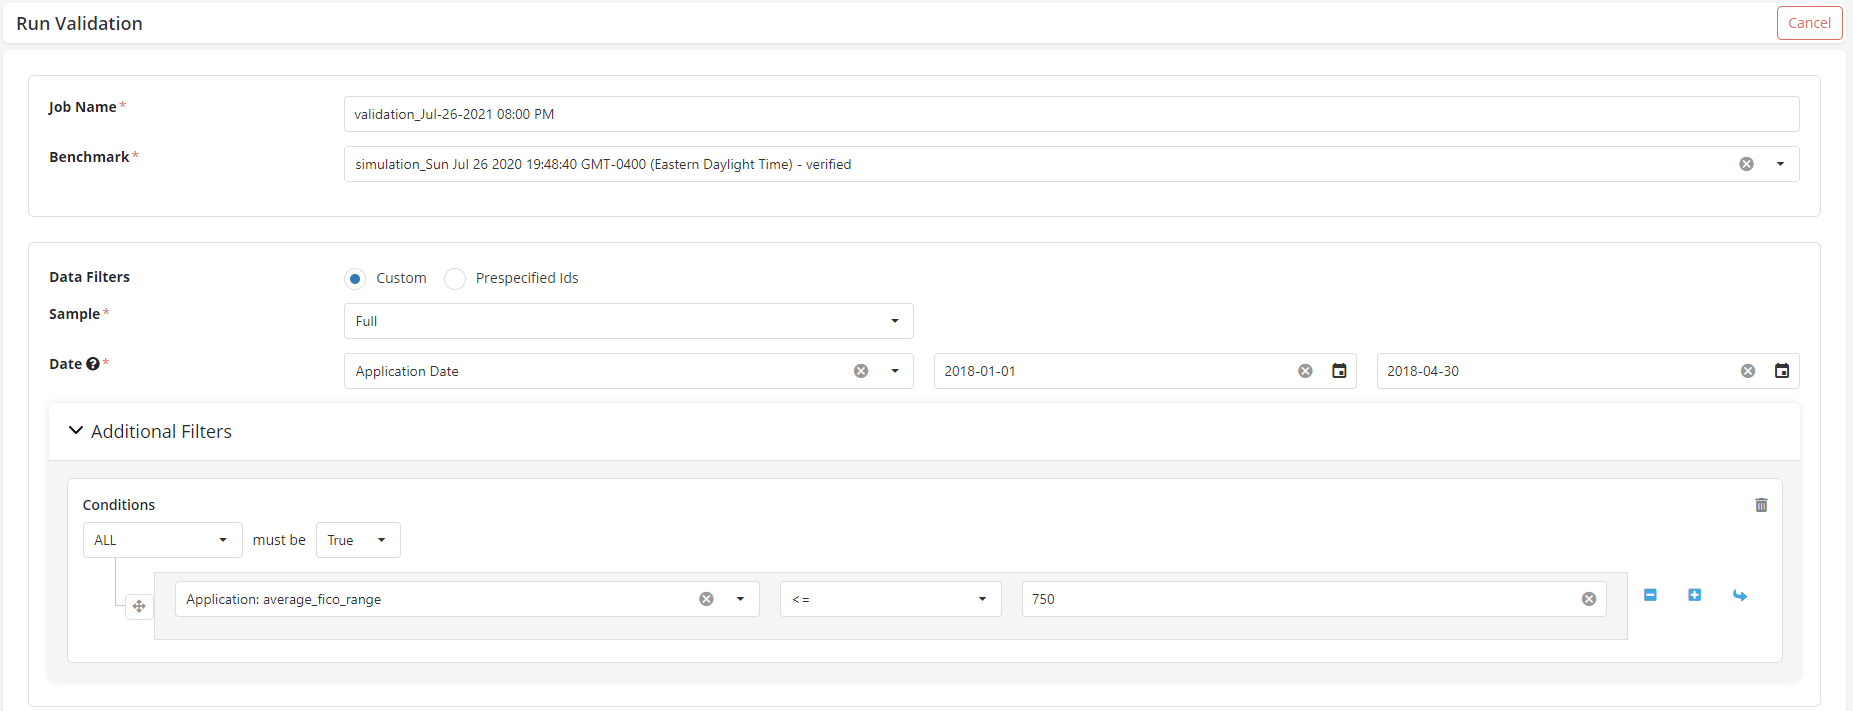 Run Validation
Cancel
Job Name*
validation_Jul-26-2021 08:00 PM
Benchmark*
simulation_Sun Jul 26 2020 19:48:40 GMT-0400 (Eastern Daylight Time) - verified
Data Filters
Custom
Prespecified Ids
Sample*
Full
Date ?*
Application Date
2018-01-01
2018-04-30
Additional Filters
Conditions
ALL
must be
True
Application: average_fico_range
<=
750